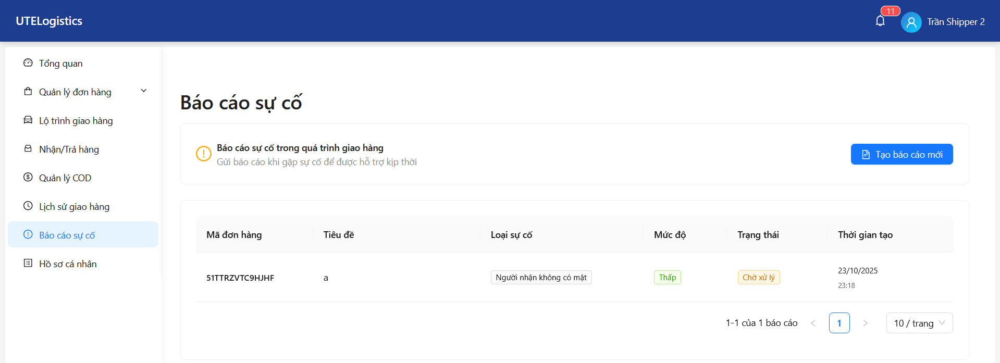 UTELogistics
11
Trần Shipper 2
Tổng quan
Quản lý đơn hàng
Lộ trình giao hàng
Nhận/Trả hàng
Quản lý COD
Lịch sử giao hàng
Báo cáo sự cố
Hồ sơ cá nhân
Báo cáo sự cố
Báo cáo sự cố trong quá trình giao hàng
Gửi báo cáo khi gặp sự cố để được hỗ trợ kịp thời
Tạo báo cáo mới
Mã đơn hàng Tiêu đề Loại sự cố Mức độ Trạng thái Thời gian tạo
51TTRZVTC9HJHF a Người nhận không có mặt Thấp Chờ xử lý 23/10/2025
23:18
1-1 của 1 báo cáo < 1 > 10 / trang